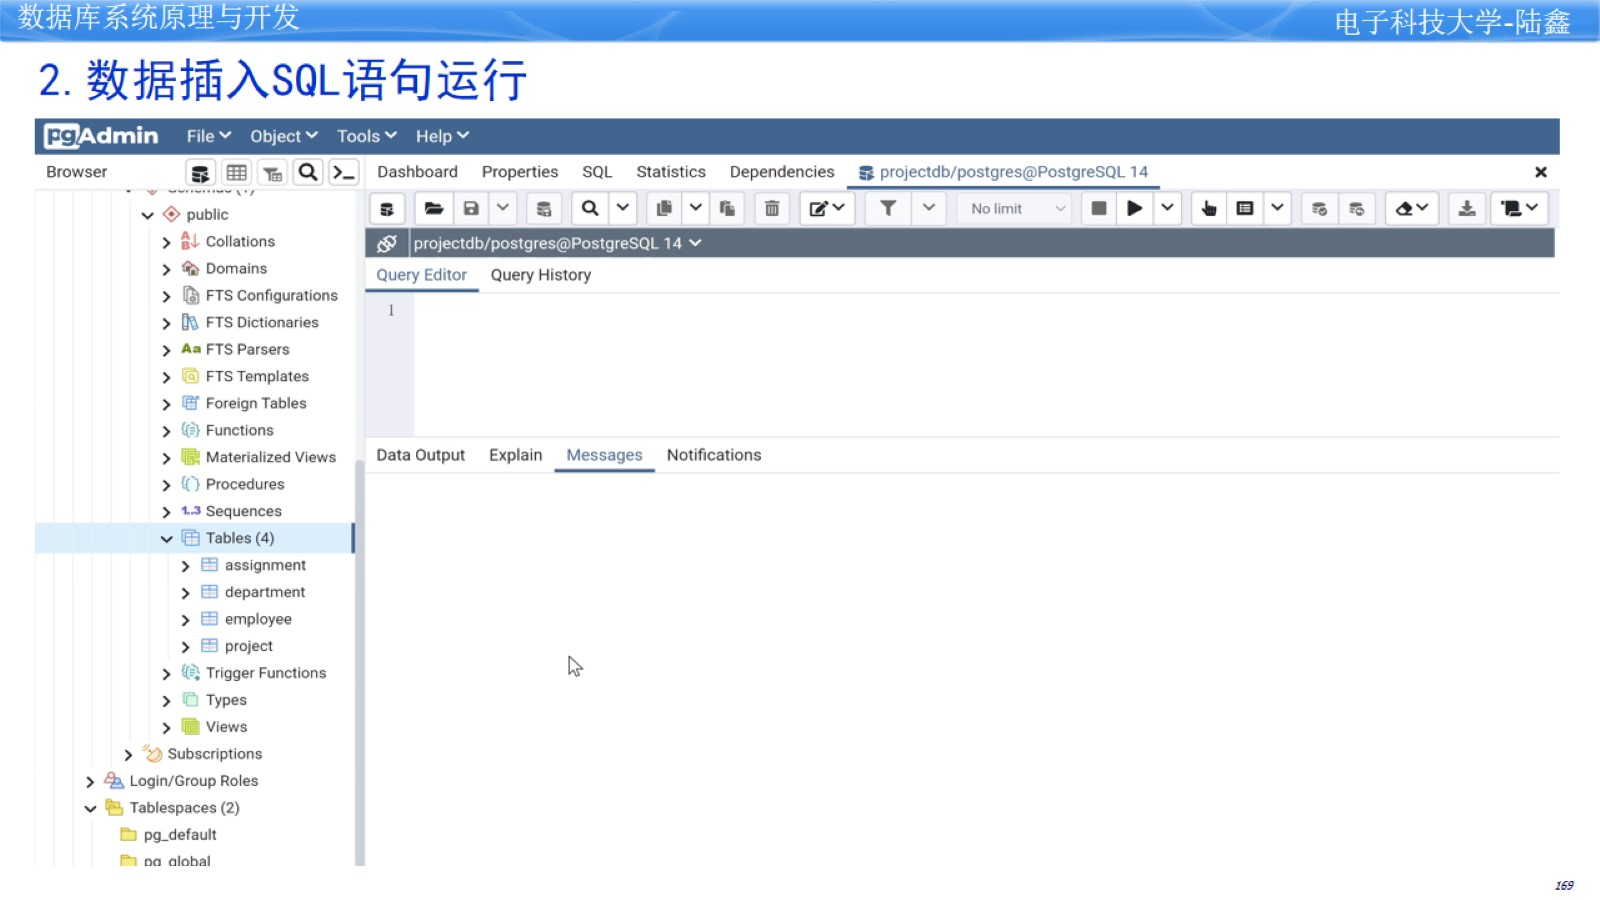 数据库系统原理与开发
电子科技大学-陆鑫
2. 数据插入SQL语句运行
pgAdmin File Object Tools Help
Browser
Dashboard Properties SQL Statistics Dependencies projectdb/postgres@PostgreSQL 14
No limit
projectdb/postgres@PostgreSQL 14
Query Editor Query History
1
Data Output Explain Messages Notifications
Schemas (1)
public
Collations
Domains
FTS Configurations
FTS Dictionaries
Aa FTS Parsers
FTS Templates
Foreign Tables
Functions
Materialized Views
Procedures
1..3 Sequences
Tables (4)
assignment
department
employee
project
Trigger Functions
Types
Views
Subscriptions
Login/Group Roles
Tablespaces (2)
pg_default
pg_global
169